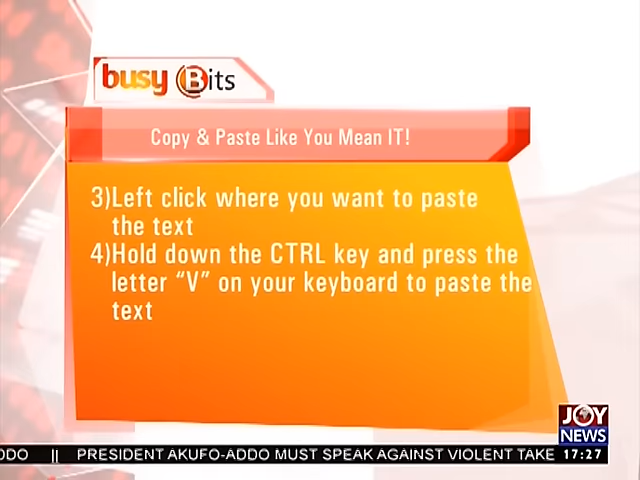 busy Bits
Copy & Paste Like You Mean IT!
3)Left click where you want to paste
the text
4)Hold down the CTRL key and press the
letter “V” on your keyboard to paste the
text
JOY
NEWS
DDO || PRESIDENT AKUFO-ADDO MUST SPEAK AGAINST VIOLENT TAKE 17:27